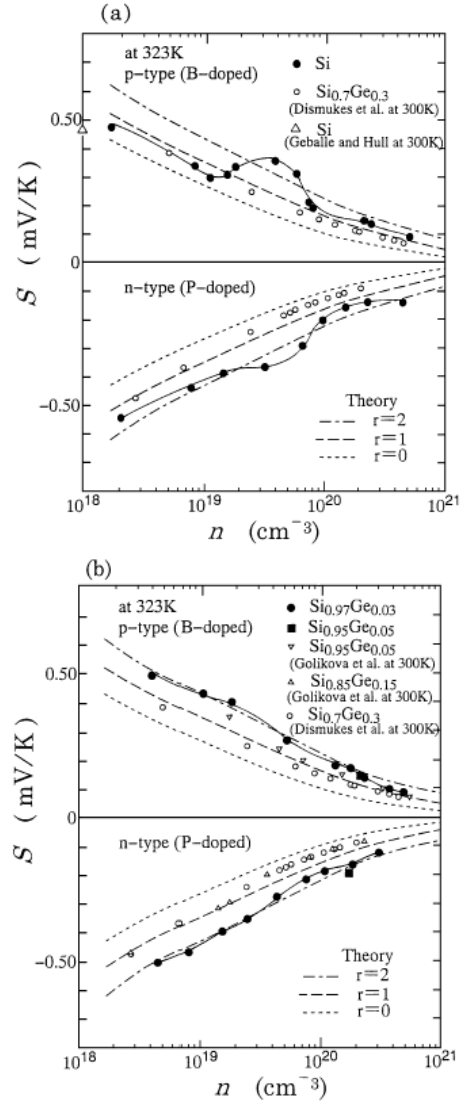 (a)
at 323K
p-type (B-doped)
● Si
○ Si0.7Ge0.3
(Dismukes et al. at 300K)
△ Si
(Geballe and Hull at 300K)
0.50
0
-0.50
S (mV/K)
n-type (P-doped)
Theory
r=2
r=1
r=0
10^18
10^19
10^20
10^21
n (cm^-3)
(b)
at 323K
p-type (B-doped)
● Si0.97Ge0.03
■ Si0.95Ge0.05
▽ Si0.95Ge0.05
(Golikova et al. at 300K)
△ Si0.85Ge0.15
(Golikova et al. at 300K)
○ Si0.7Ge0.3
(Dismukes et al. at 300K)
0.50
0
-0.50
S (mV/K)
n-type (P-doped)
Theory
r=2
r=1
r=0
10^18
10^19
10^20
10^21
n (cm^-3)